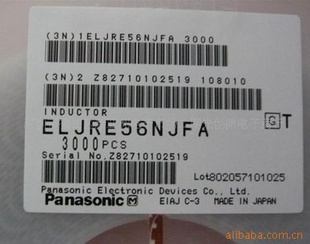 (3N)1ELJRE56NJFA 3000
(3N)2 Z82710102519 108010
INDUCTOR
ELJRE56NJFA
G T
3000PCS
Serial No.Z82710102519
Lot802057101025
Panasonic Electronic Devices Co., Ltd.
Panasonic M EIAJ C-3 MADE IN JAPAN
alibaba.com.cn